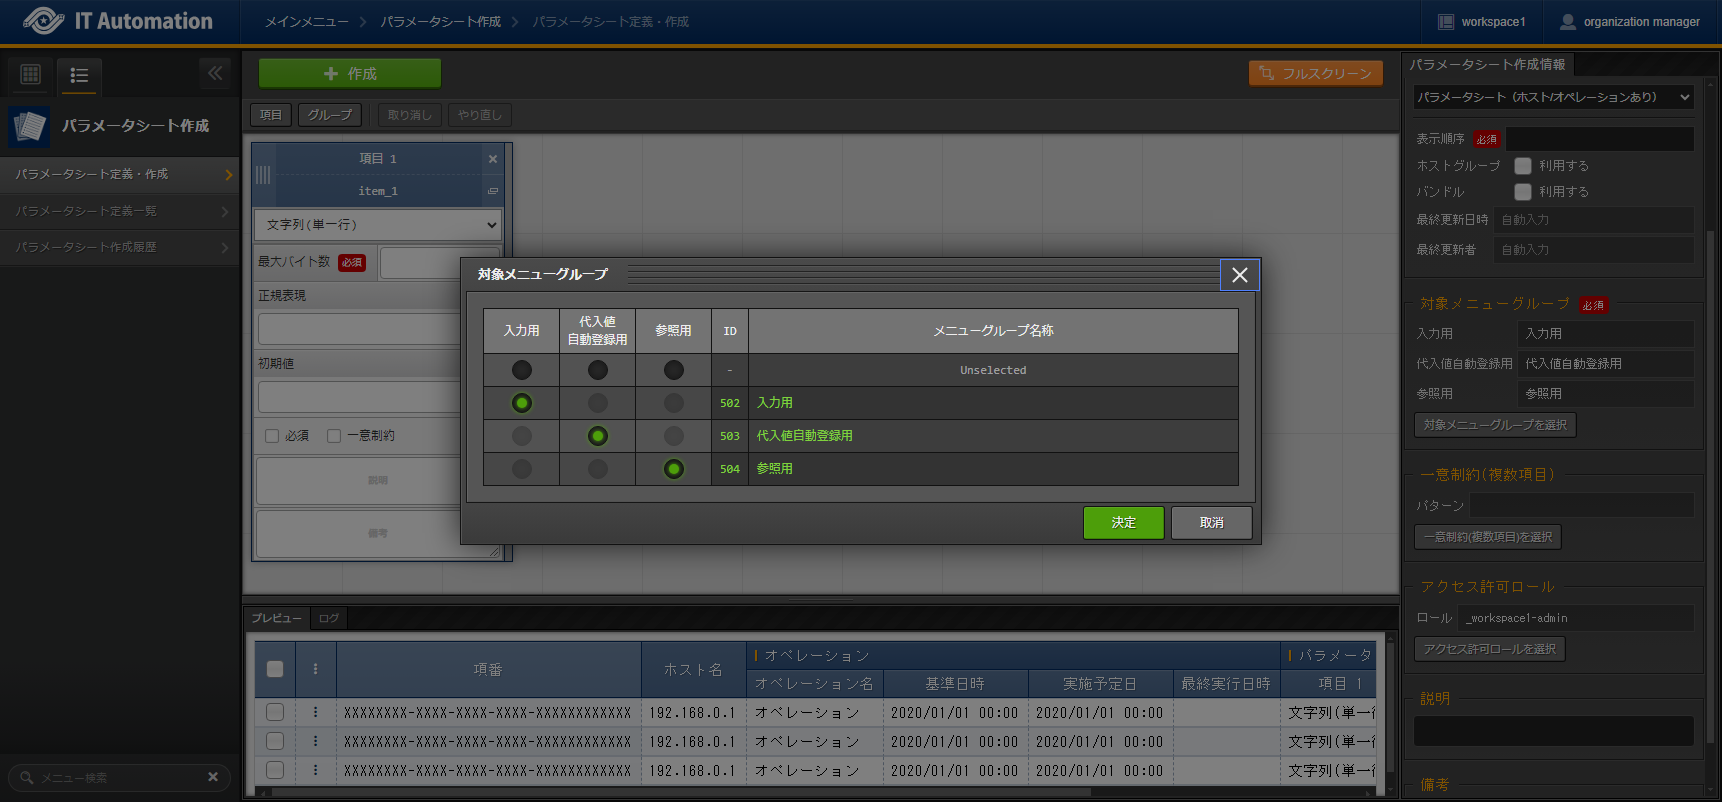 IT Automation
メインメニュー
パラメータシート作成
パラメータシート定義・作成
workspace1
organization manager
パラメータシート作成
パラメータシート定義・作成
パラメータシート定義一覧
パラメータシート作成履歴
メニュー検索
作成
フルスクリーン
項目
グループ
取り消し
やり直し
項目 1
item_1
文字列(単一行)
最大バイト数 必須
正規表現
初期値
必須
一意制約
説明
備考
対象メニューグループ
入力用
代入値
自動登録用
参照用
ID
メニューグループ名称
- Unselected
502 入力用
503 代入値自動登録用
504 参照用
決定
取消
プレビュー
ログ
項番
ホスト名
オペレーション
パラメータ
オペレーション名
基準日時
実施予定日
最終実行日時
項目 1
XXXXXXXX-XXXX-XXXX-XXXX-XXXXXXXXXXXX 192.168.0.1 オペレーション 2020/01/01 00:00 2020/01/01 00:00 文字列(単一行
XXXXXXXX-XXXX-XXXX-XXXX-XXXXXXXXXXXX 192.168.0.1 オペレーション 2020/01/01 00:00 2020/01/01 00:00 文字列(単一行
XXXXXXXX-XXXX-XXXX-XXXX-XXXXXXXXXXXX 192.168.0.1 オペレーション 2020/01/01 00:00 2020/01/01 00:00 文字列(単一行
パラメータシート作成情報
パラメータシート（ホスト/オペレーションあり）
表示順序 必須
ホストグループ 利用する
バンドル 利用する
最終更新日時 自動入力
最終更新者 自動入力
対象メニューグループ 必須
入力用 入力用
代入値自動登録用 代入値自動登録用
参照用 参照用
対象メニューグループを選択
一意制約(複数項目)
パターン
一意制約(複数項目)を選択
アクセス許可ロール
ロール _workspace1-admin
アクセス許可ロールを選択
説明
備考